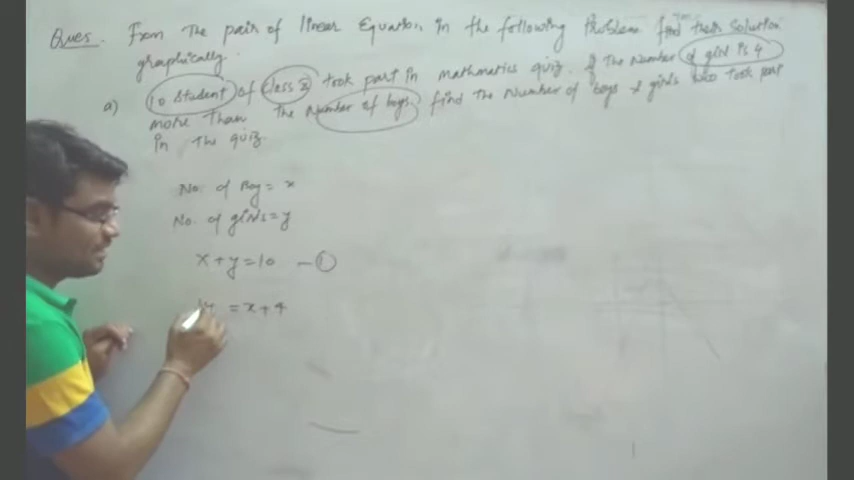 Ques. From The pair of linear Equation in the following Problem find their Solution
graphically.
a) 10 Student of Class X took part in mathematics quiz. If The Number of girl is 4
more than the Number of boys. find The Number of boys & girls who took part
in The quiz
No. of Boy = x
No. of girls = y
x + y = 10 — ①
y = x + 4